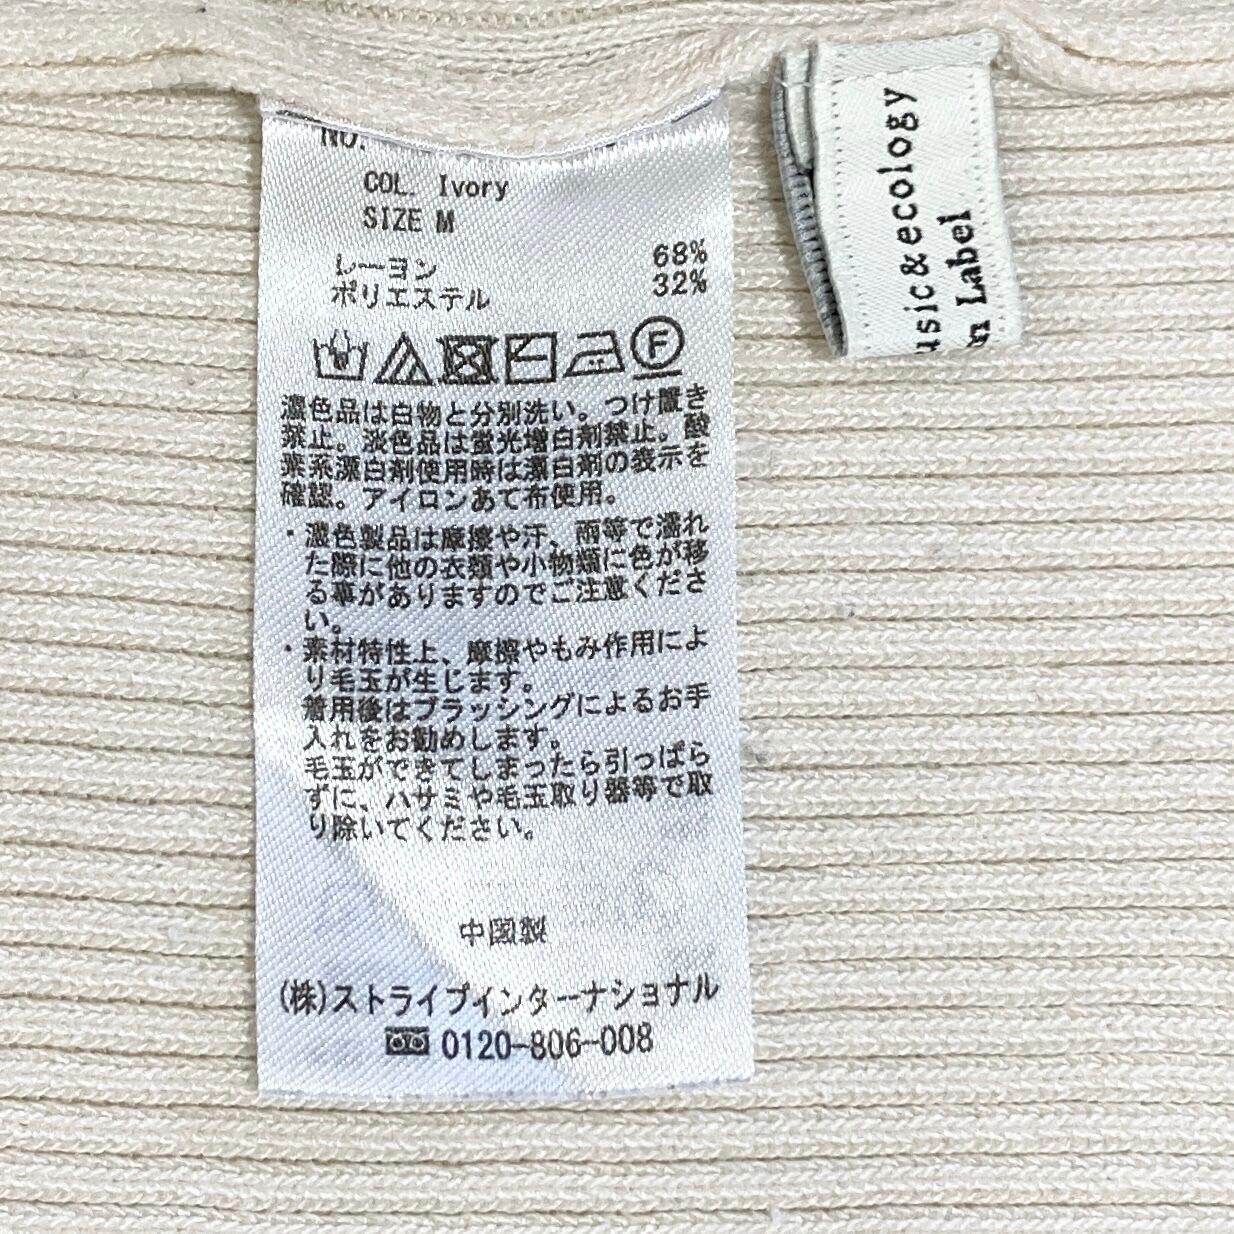 NO.
COL. Ivory
SIZE M
レーヨン 68%
ポリエステル 32%
F
濃色品は白物と分別洗い。つけ置き
禁止。淡色品は蛍光増白剤禁止。酸
素系漂白剤使用時は漂白剤の表示を
確認。アイロンあて布使用。
・濃色製品は摩擦や汗、雨等で濡れ
た際に他の衣類や小物類に色が移
る事がありますのでご注意くださ
い。
・素材特性上、摩擦やもみ作用によ
り毛玉が生じます。
着用後はブラッシングによるお手
入れをお勧めします。
毛玉ができてしまったら引っぱら
ずに、ハサミや毛玉取り器等で取
り除いてください。
中国製
(株)ストライプインターナショナル
0120-806-008
usic&ecology
Label